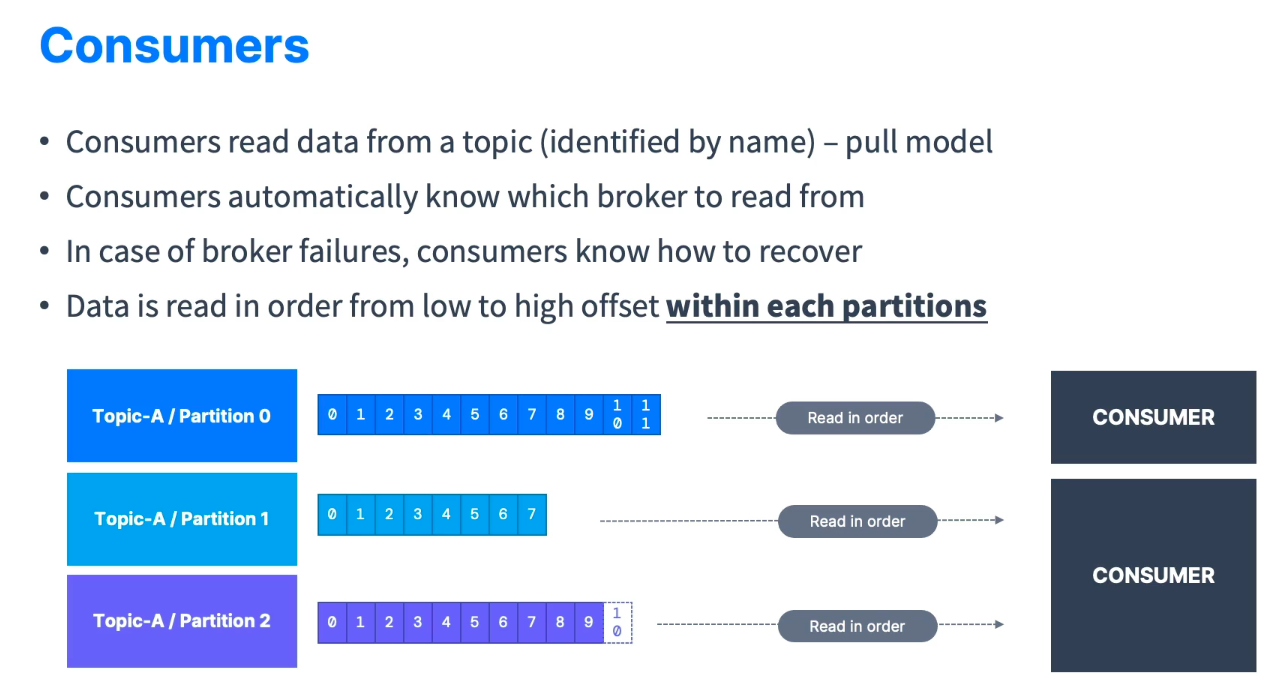 Consumers
• Consumers read data from a topic (identified by name) – pull model
• Consumers automatically know which broker to read from
• In case of broker failures, consumers know how to recover
• Data is read in order from low to high offset within each partitions
Topic-A / Partition 0
0 1 2 3 4 5 6 7 8 9 10 11
Read in order
CONSUMER
Topic-A / Partition 1
0 1 2 3 4 5 6 7
Read in order
CONSUMER
Topic-A / Partition 2
0 1 2 3 4 5 6 7 8 9 10
Read in order